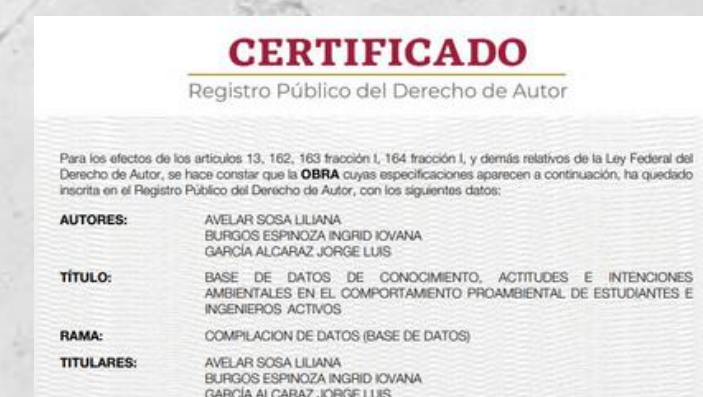 CERTIFICADO
Registro Público del Derecho de Autor
Para los efectos de los artículos 13, 162, 163 fracción I, 164 fracción I, y demás relativos de la Ley Federal del
Derecho de Autor, se hace constar que la OBRA cuyas especificaciones aparecen a continuación, ha quedado
inscrita en el Registro Público del Derecho de Autor, con los siguientes datos:
AUTORES: AVELAR SOSA LILIANA
BURGOS ESPINOZA INGRID IOVANA
GARCÍA ALCARAZ JORGE LUIS
TÍTULO: BASE DE DATOS DE CONOCIMIENTO, ACTITUDES E INTENCIONES
AMBIENTALES EN EL COMPORTAMIENTO PROAMBIENTAL DE ESTUDIANTES E
INGENIEROS ACTIVOS
RAMA: COMPILACION DE DATOS (BASE DE DATOS)
TITULARES: AVELAR SOSA LILIANA
BURGOS ESPINOZA INGRID IOVANA
GARCÍA ALCARAZ JORGE LUIS